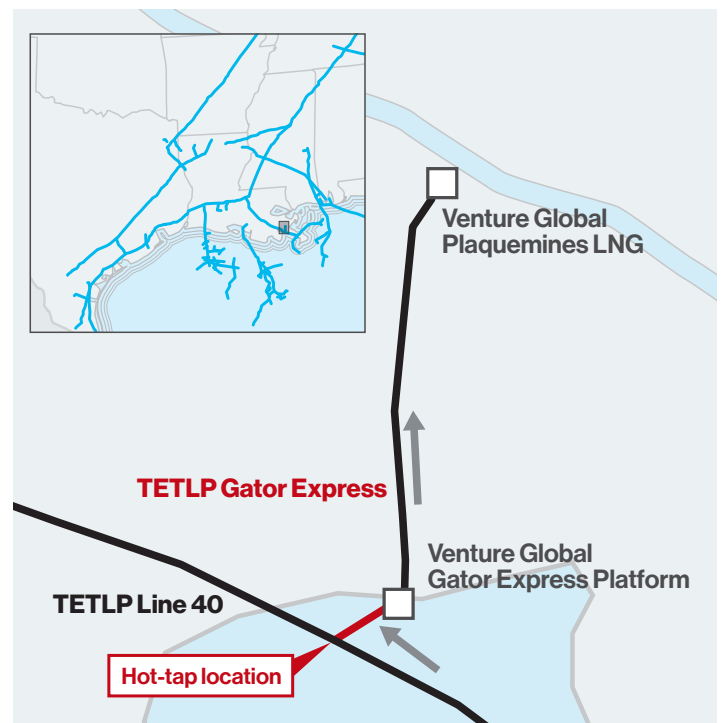 Venture Global
Plaquemines LNG
TETLP Gator Express
Venture Global
Gator Express Platform
TETLP Line 40
Hot-tap location